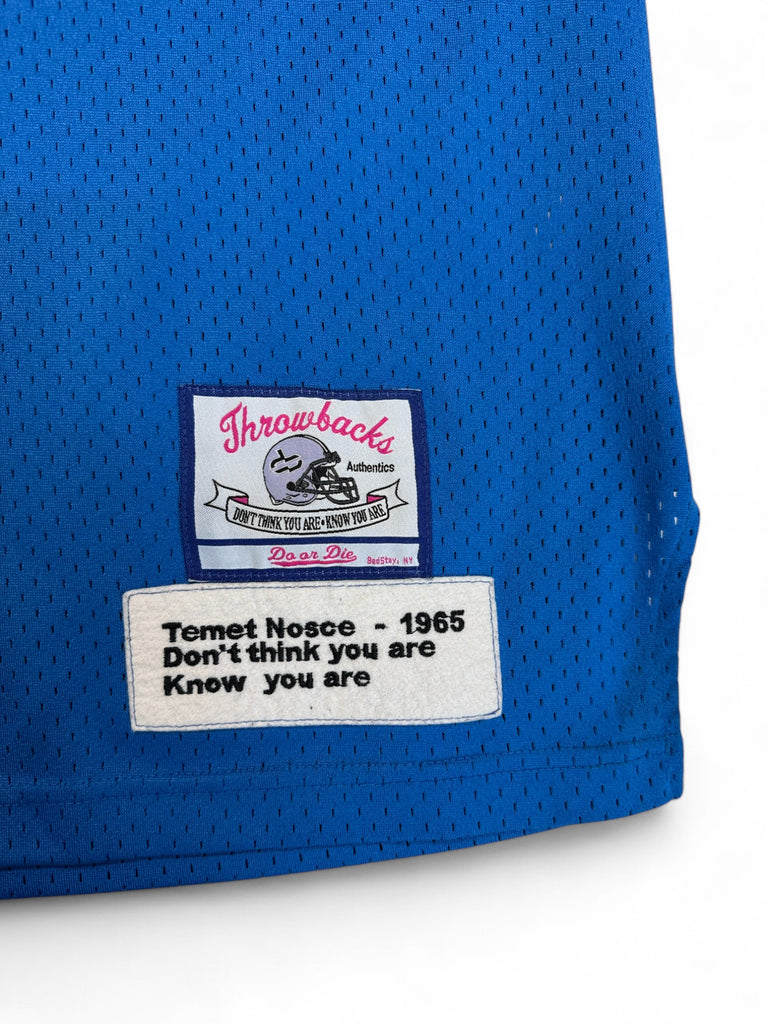 Throwbacks
Authentics
DON'T THINK YOU ARE • KNOW YOU ARE
Do or Die
BedStuy, NY
Temet Nosce - 1965
Don't think you are
Know you are